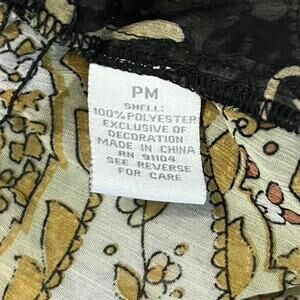 PM
SHELL:
100% POLYESTER
EXCLUSIVE OF
DECORATION
MADE IN CHINA
RN 91104
SEE REVERSE
FOR CARE